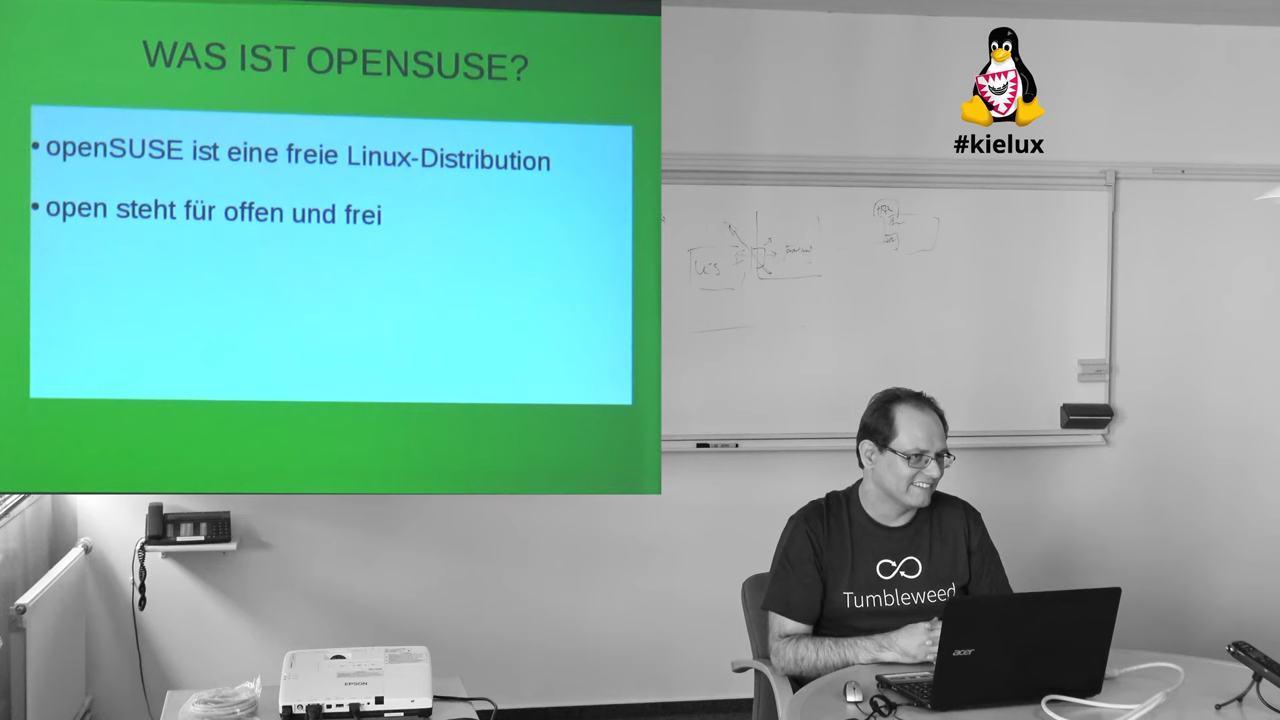 WAS IST OPENSUSE?
• openSUSE ist eine freie Linux-Distribution
• open steht für offen und frei
#kielux
Tumbleweed
acer
EPSON